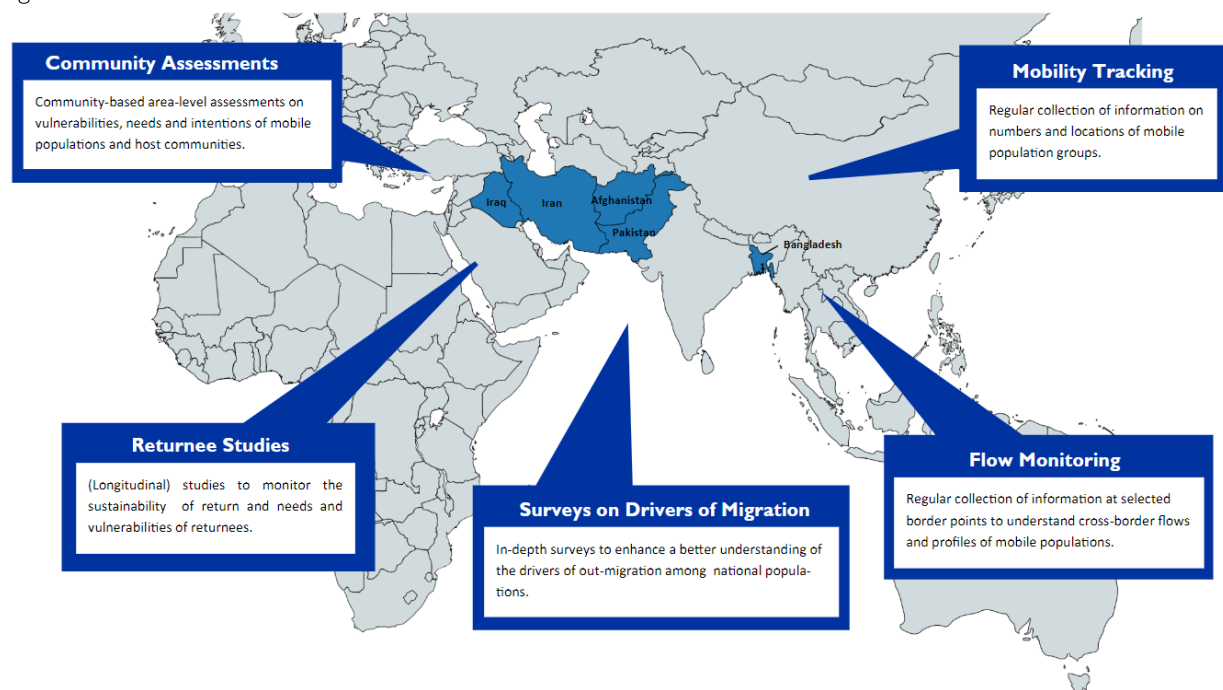 Community Assessments
Community-based area-level assessments on
vulnerabilities, needs and intentions of mobile
populations and host communities.
Mobility Tracking
Regular collection of information on
numbers and locations of mobile
population groups.
Iraq
Iran
Afghanistan
Pakistan
Bangladesh
Returnee Studies
(Longitudinal) studies to monitor the
sustainability of return and needs and
vulnerabilities of returnees.
Surveys on Drivers of Migration
In-depth surveys to enhance a better understanding of
the drivers of out-migration among national popula-
tions.
Flow Monitoring
Regular collection of information at selected
border points to understand cross-border flows
and profiles of mobile populations.